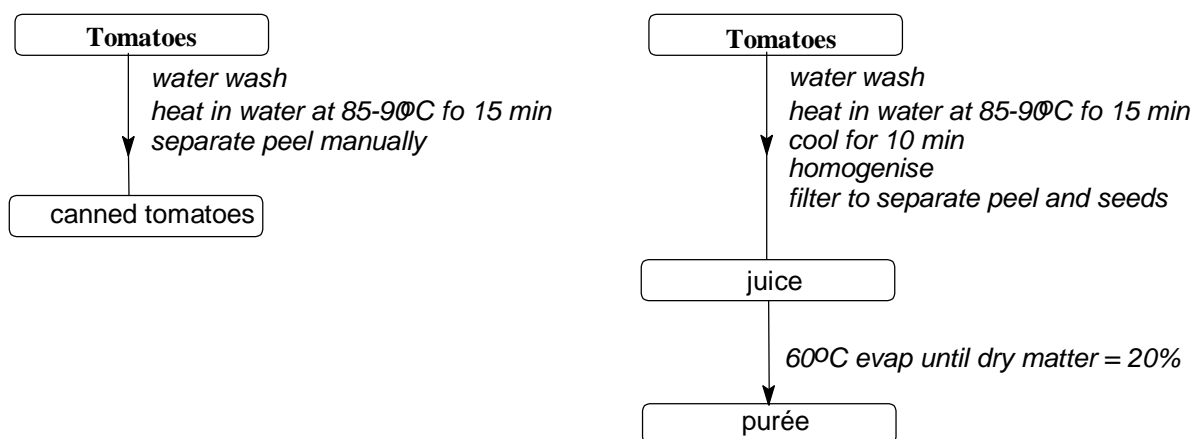 Tomatoes
water wash
heat in water at 85-90ºC fo 15 min
separate peel manually
canned tomatoes
Tomatoes
water wash
heat in water at 85-90ºC fo 15 min
cool for 10 min
homogenise
filter to separate peel and seeds
juice
60ºC evap until dry matter = 20%
purée